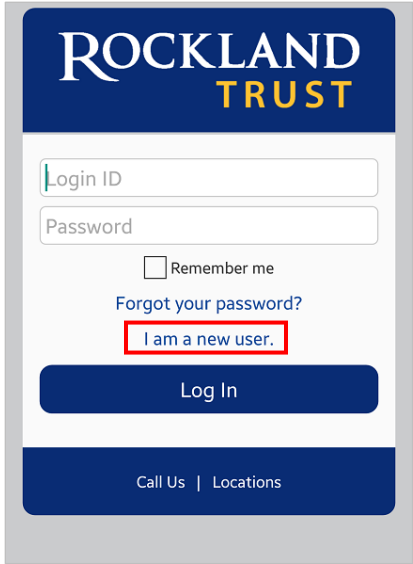 ROCKLAND
TRUST
Login ID
Password
Remember me
Forgot your password?
I am a new user.
Log In
Call Us | Locations